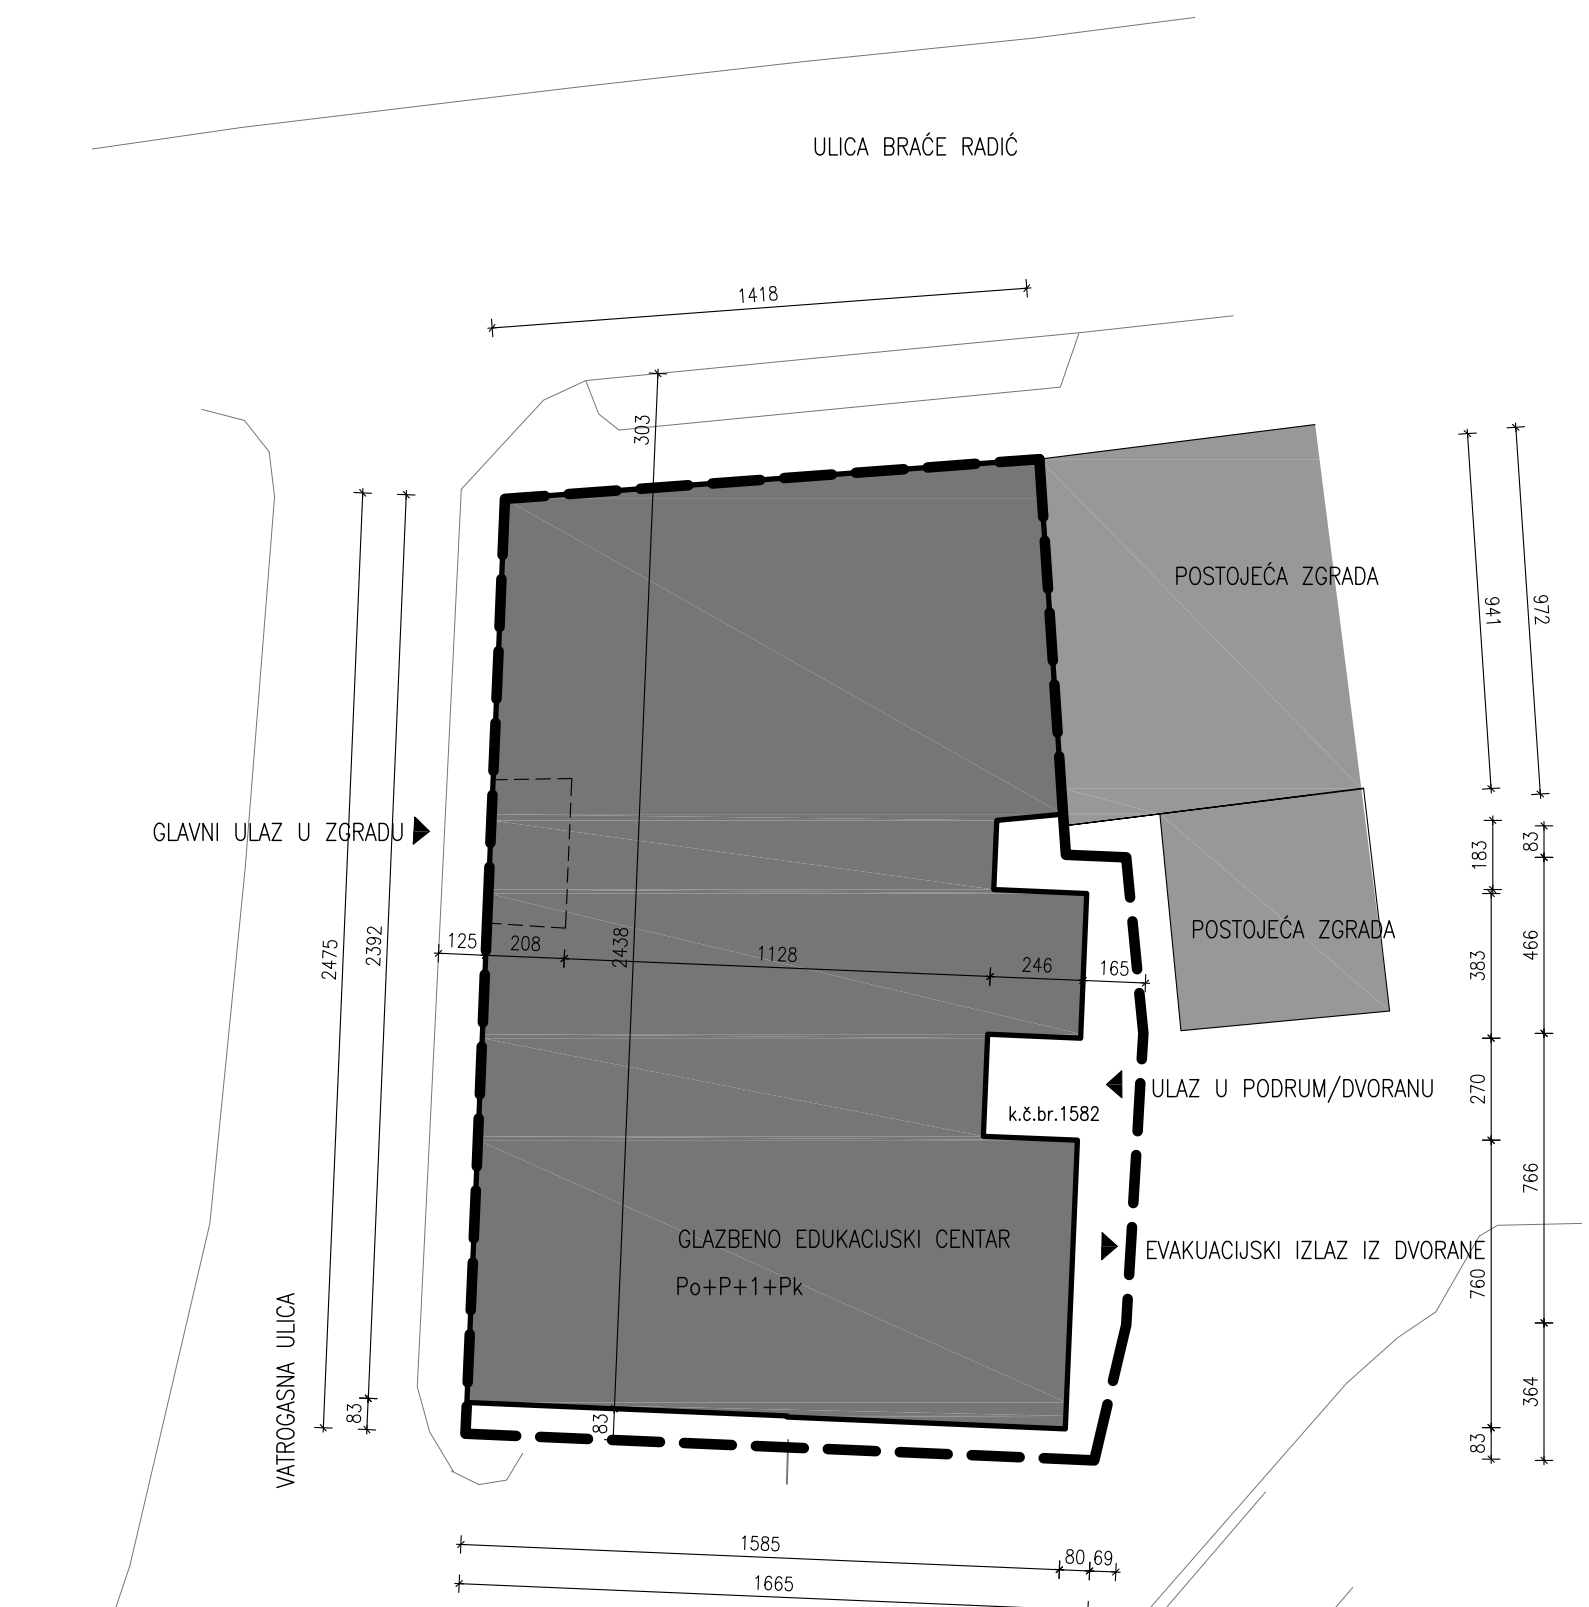 ULICA BRAĆE RADIĆ
1418
303
POSTOJEĆA ZGRADA
941
972
GLAVNI ULAZ U ZGRADU
183
83
2475
2392
125
208
2438
1128
246
165
POSTOJEĆA ZGRADA
383
466
ULAZ U PODRUM/DVORANU
270
k.č.br.1582
766
GLAZBENO EDUKACIJSKI CENTAR
EVAKUACIJSKI IZLAZ IZ DVORANE
Po+P+1+Pk
760
VATROGASNA ULICA
83
83
364
83
1585
80
69
1665